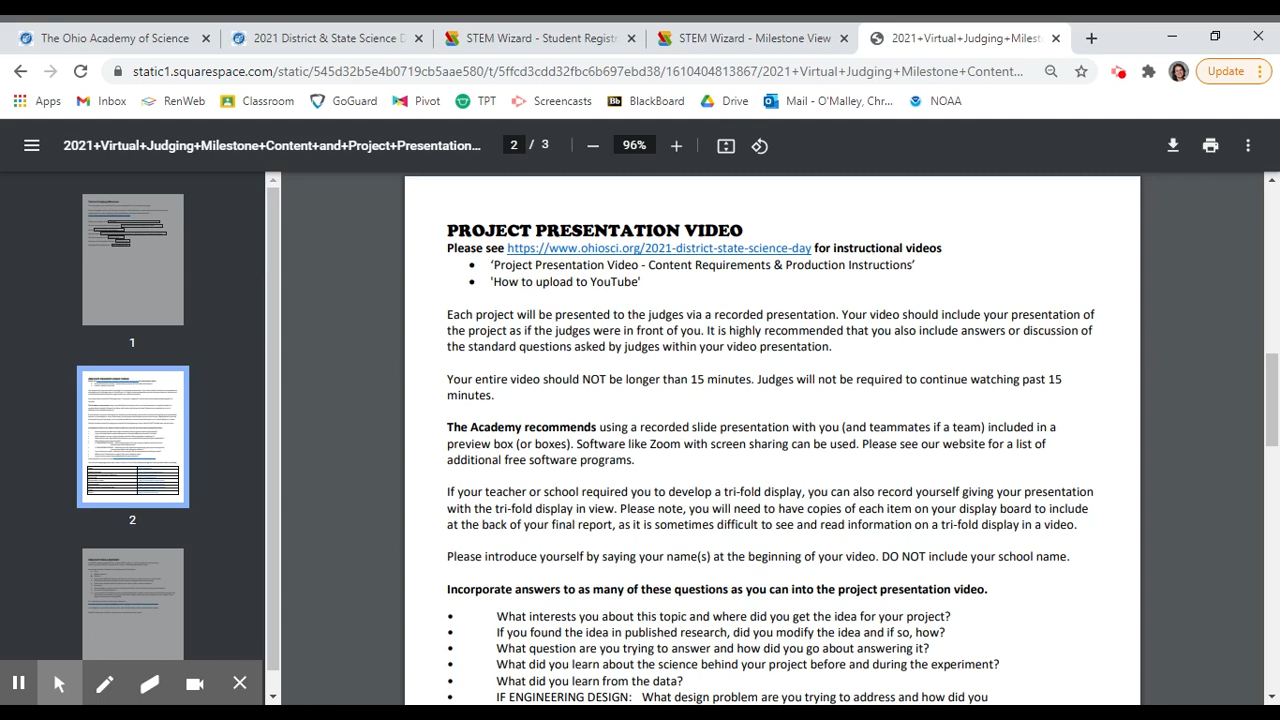 The Ohio Academy of Science
2021 District & State Science D
STEM Wizard - Student Registr
STEM Wizard - Milestone View
2021+Virtual+Judging+Milest
static1.squarespace.com/static/545d32b5e4b0719cb5aae580/t/5ffcd3cdd32fbc6b697ebd38/1610404813867/2021+Virtual+Judging+Milestone+Content...
Update
Apps
Inbox
RenWeb
Classroom
GoGuard
Pivot
TPT
Screencasts
Bb BlackBoard
Drive
Mail - O'Malley, Chr...
NOAA
2021+Virtual+Judging+Milestone+Content+and+Project+Presentation...
2 / 3
96%
1
2
PROJECT PRESENTATION VIDEO
Please see https://www.ohiosci.org/2021-district-state-science-day for instructional videos
• ‘Project Presentation Video - Content Requirements & Production Instructions’
• 'How to upload to YouTube'
Each project will be presented to the judges via a recorded presentation. Your video should include your presentation of
the project as if the judges were in front of you. It is highly recommended that you also include answers or discussion of
the standard questions asked by judges within your video presentation.
Your entire video should NOT be longer than 15 minutes. Judges will not be required to continue watching past 15
minutes.
The Academy recommends using a recorded slide presentation with you (and teammates if a team) included in a
preview box (or boxes). Software like Zoom with screen sharing can be used. Please see our website for a list of
additional free software programs.
If your teacher or school required you to develop a tri-fold display, you can also record yourself giving your presentation
with the tri-fold display in view. Please note, you will need to have copies of each item on your display board to include
at the back of your final report, as it is sometimes difficult to see and read information on a tri-fold display in a video.
Please introduce yourself by saying your name(s) at the beginning of your video. DO NOT include your school name.
Incorporate answers to as many of these questions as you can into the project presentation video.
• What interests you about this topic and where did you get the idea for your project?
• If you found the idea in published research, did you modify the idea and if so, how?
• What question are you trying to answer and how did you go about answering it?
• What did you learn about the science behind your project before and during the experiment?
• What did you learn from the data?
• IF ENGINEERING DESIGN: What design problem are you trying to address and how did you